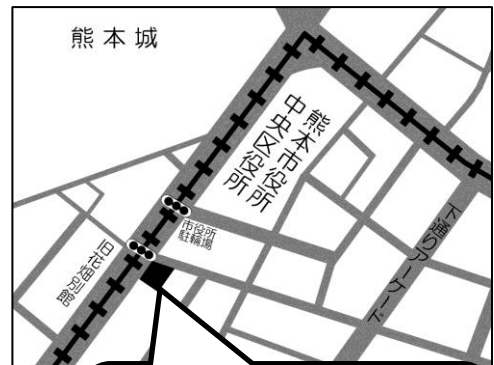 熊本城
熊本市役所
中央区役所
市役所
駐輪場
旧花畑別館
下通りアーケード